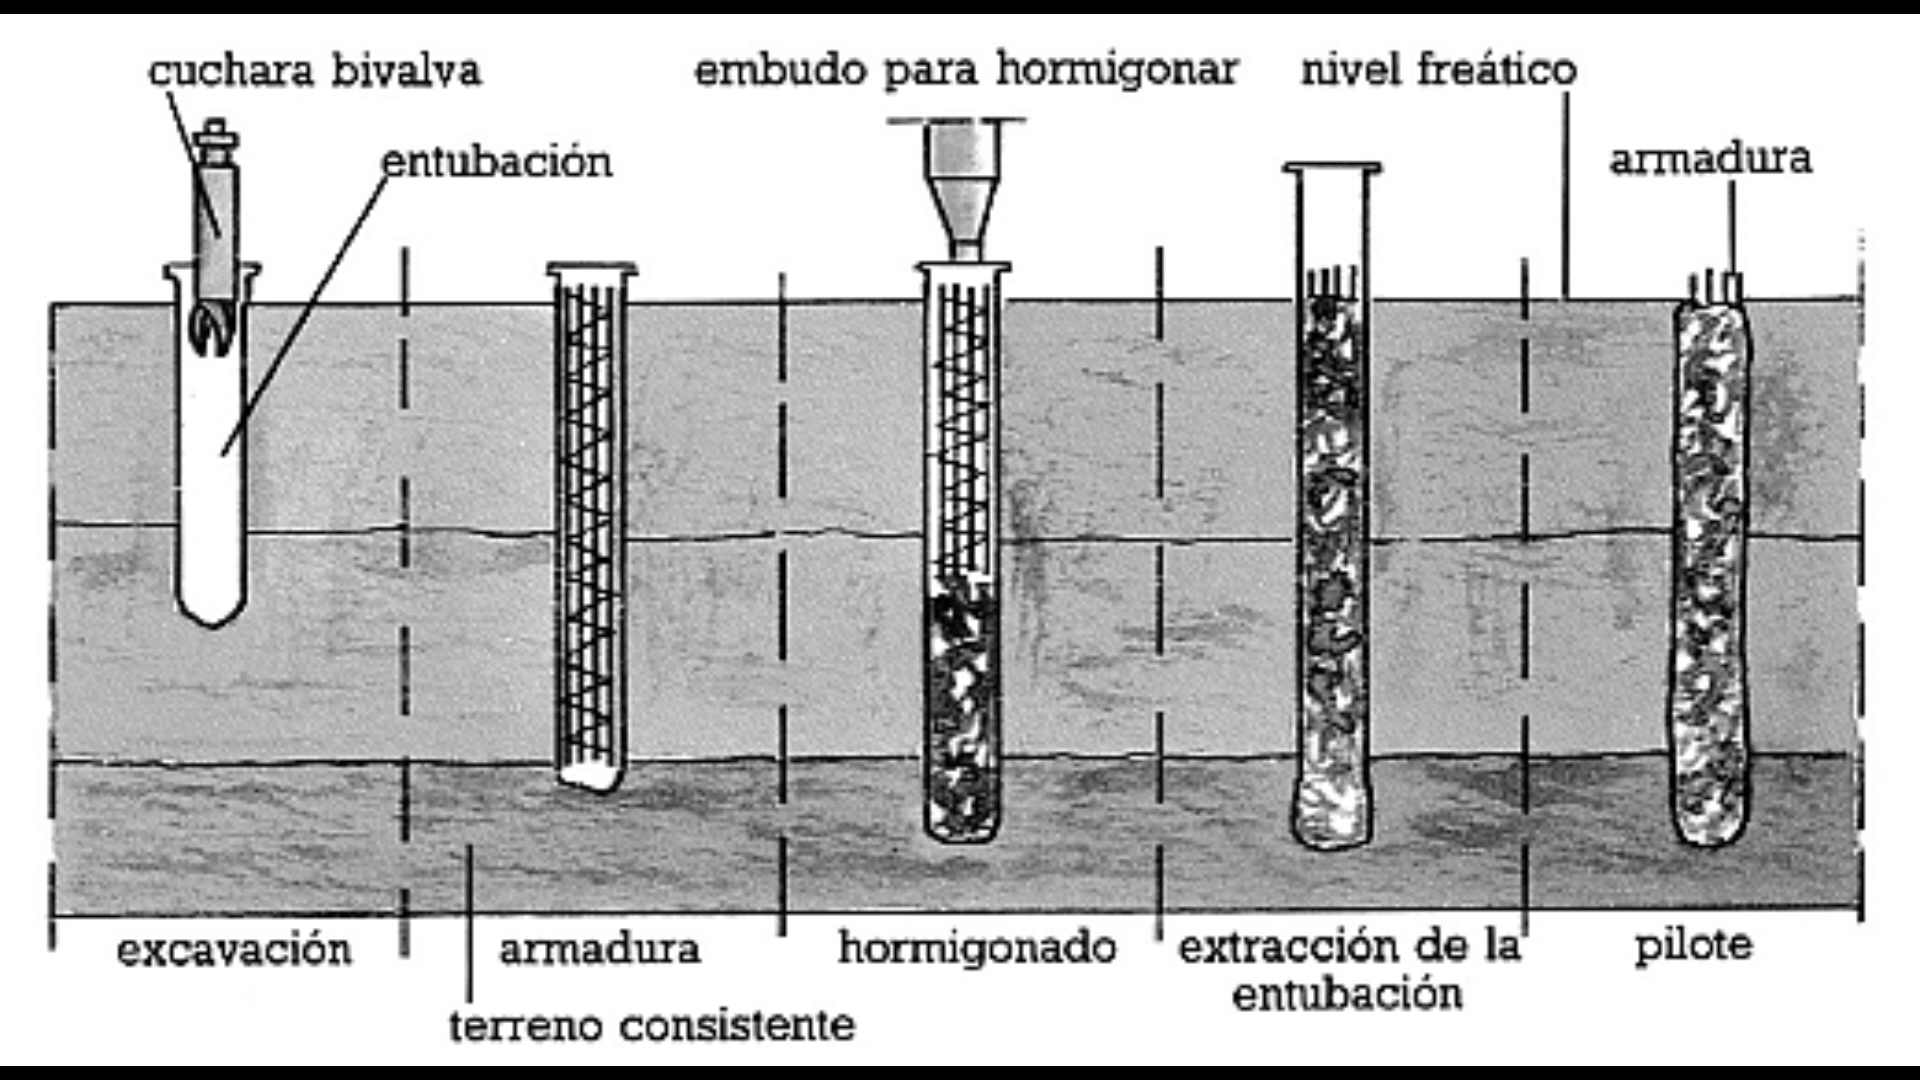 cuchara bivalva
embudo para hormigonar
nivel freático
entubación
armadura
excavación
armadura
hormigonado
extracción de la
entubación
pilote
terreno consistente